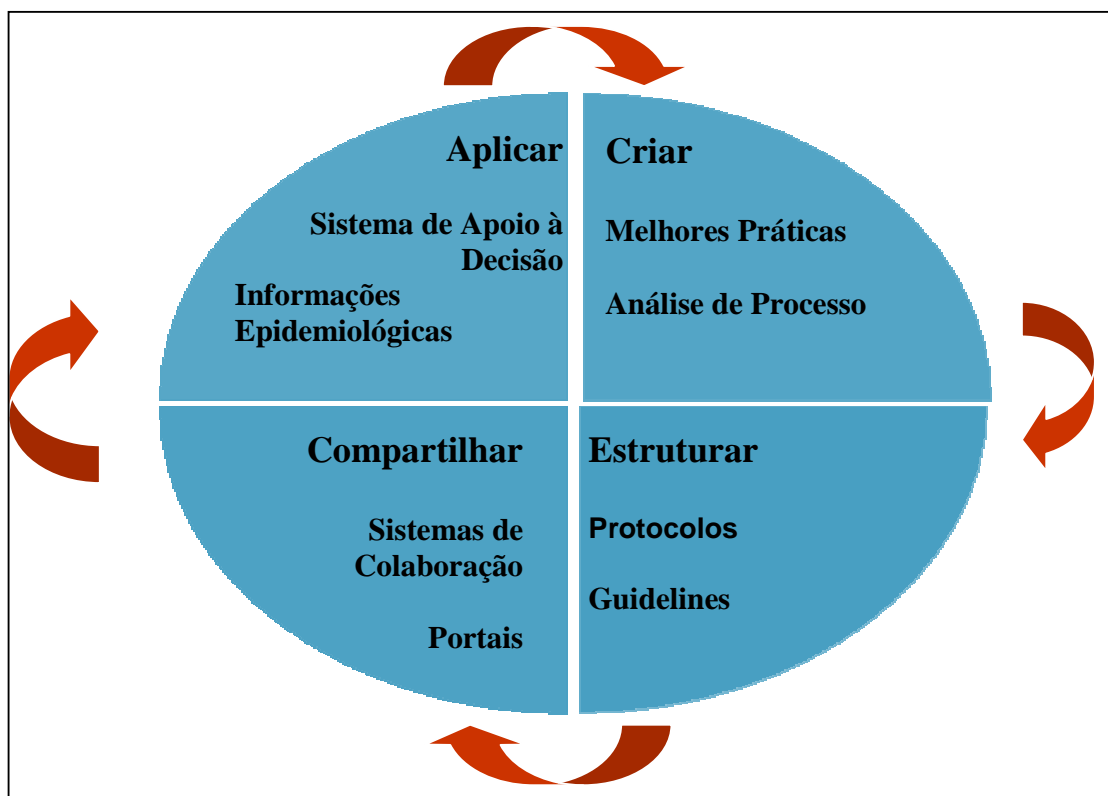 Aplicar
Sistema de Apoio à
Decisão
Informações
Epidemiológicas
Criar
Melhores Práticas
Análise de Processo
Compartilhar
Sistemas de
Colaboração
Portais
Estruturar
Protocolos
Guidelines